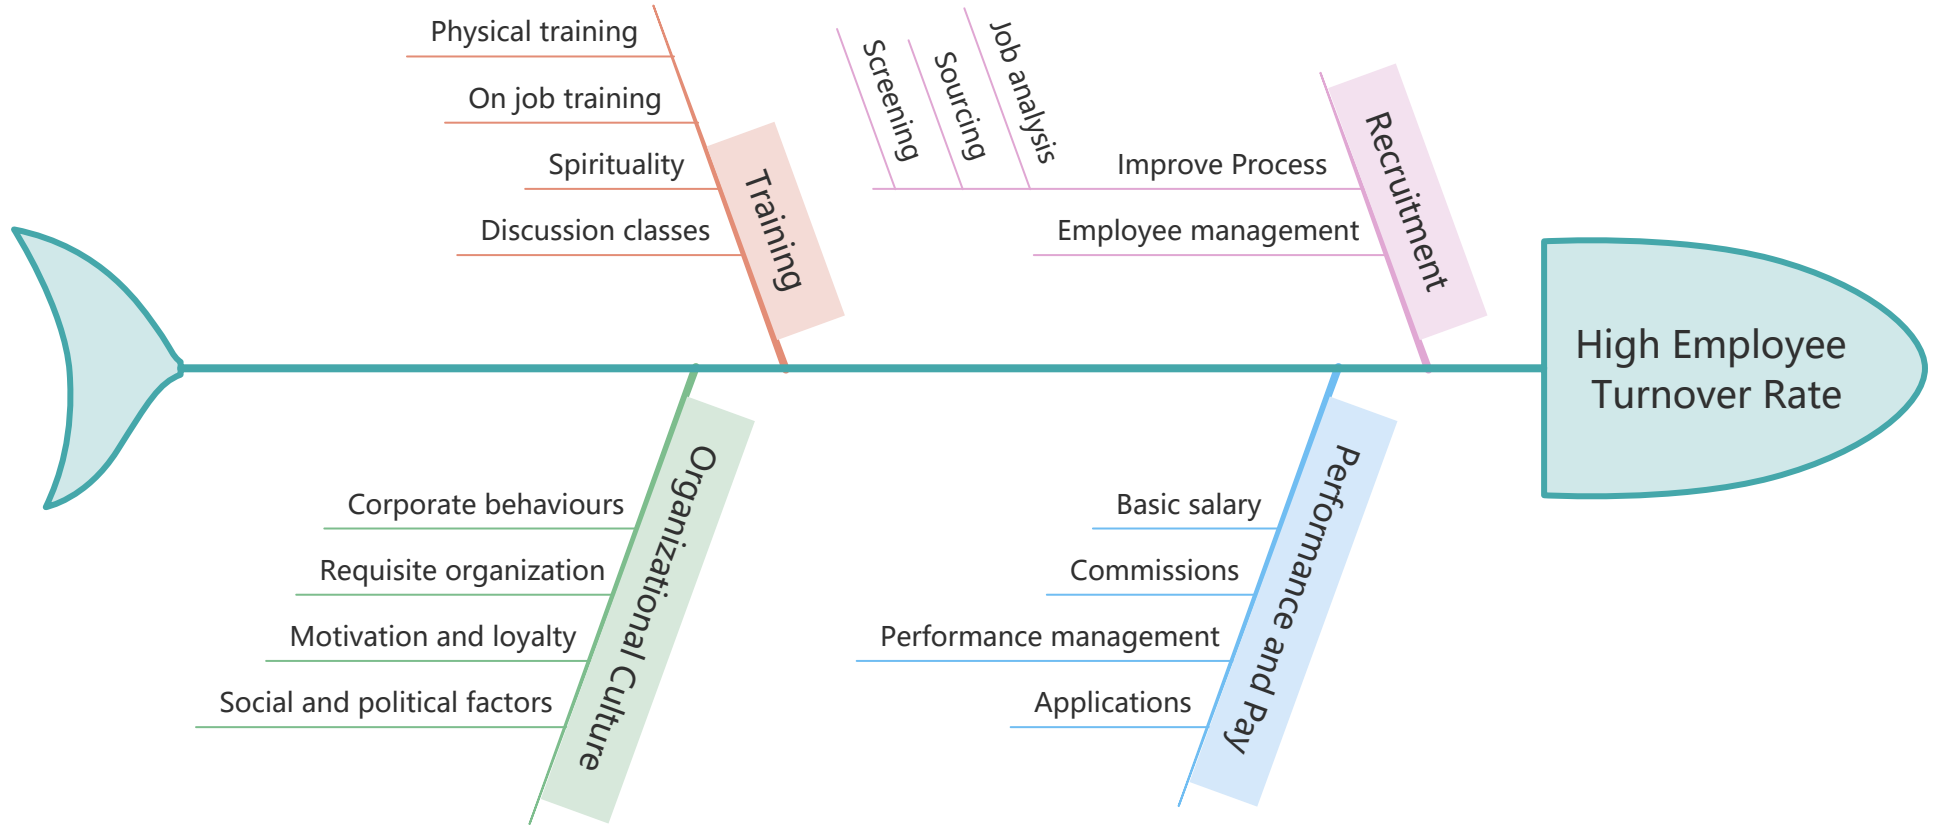 Physical training
On job training
Spirituality
Discussion classes
Training
Screening
Sourcing
Job analysis
Improve Process
Employee management
Recruitment
High Employee
Turnover Rate
Corporate behaviours
Requisite organization
Motivation and loyalty
Social and political factors
Organizational Culture
Basic salary
Commissions
Performance management
Applications
Performance and Pay